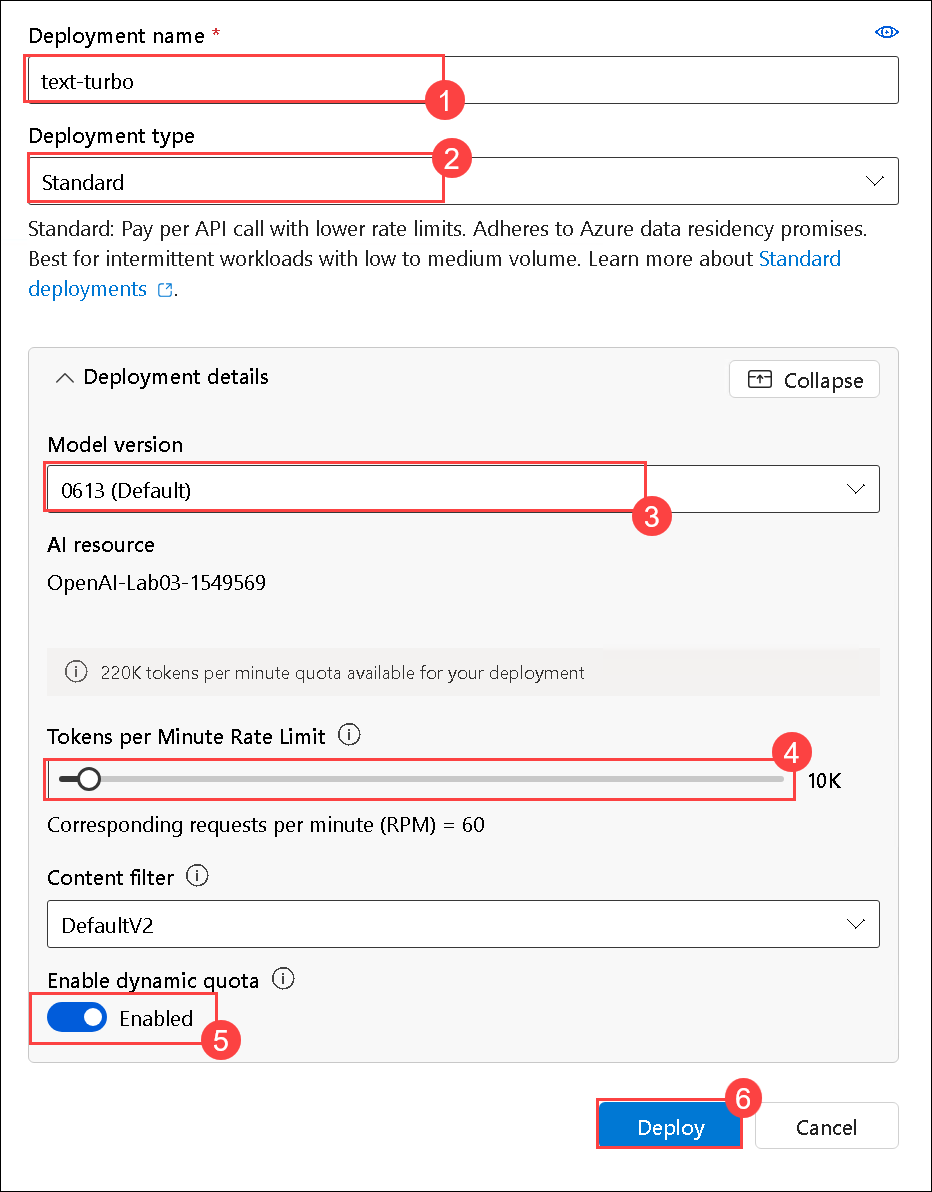 Deployment name *
text-turbo
1
Deployment type
2
Standard
Standard: Pay per API call with lower rate limits. Adheres to Azure data residency promises.
Best for intermittent workloads with low to medium volume. Learn more about Standard
deployments.
Deployment details
Collapse
Model version
0613 (Default)
3
AI resource
OpenAI-Lab03-1549569
220K tokens per minute quota available for your deployment
Tokens per Minute Rate Limit
4
10K
Corresponding requests per minute (RPM) = 60
Content filter
DefaultV2
Enable dynamic quota
Enabled
5
6
Deploy
Cancel